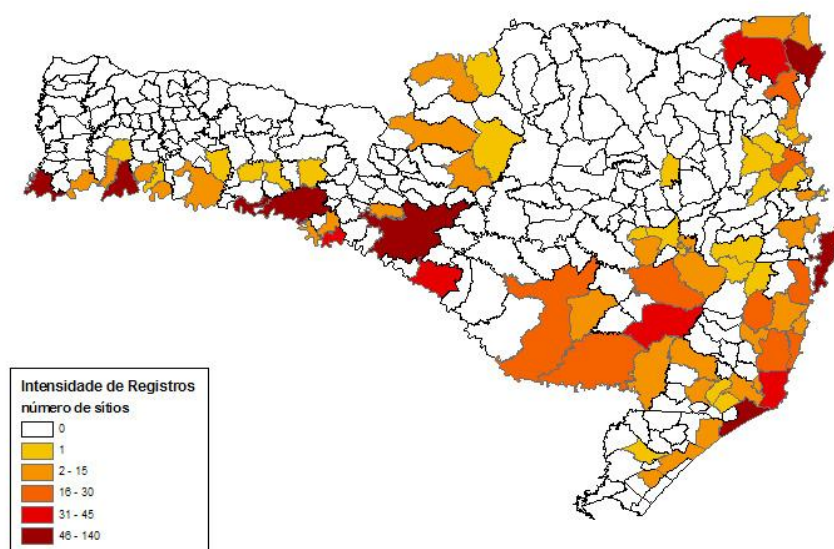 Intensidade de Registros
número de sítios
0
1
2 - 15
16 - 30
31 - 45
46 - 140